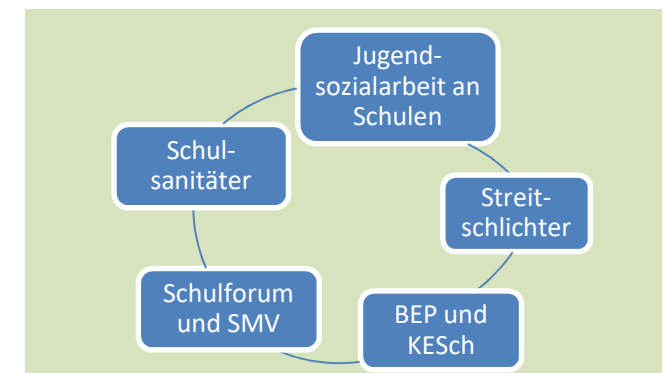 Jugend-
sozialarbeit an
Schulen
Streit-
schlichter
BEP und
KESch
Schulforum
und SMV
Schul-
sanitäter